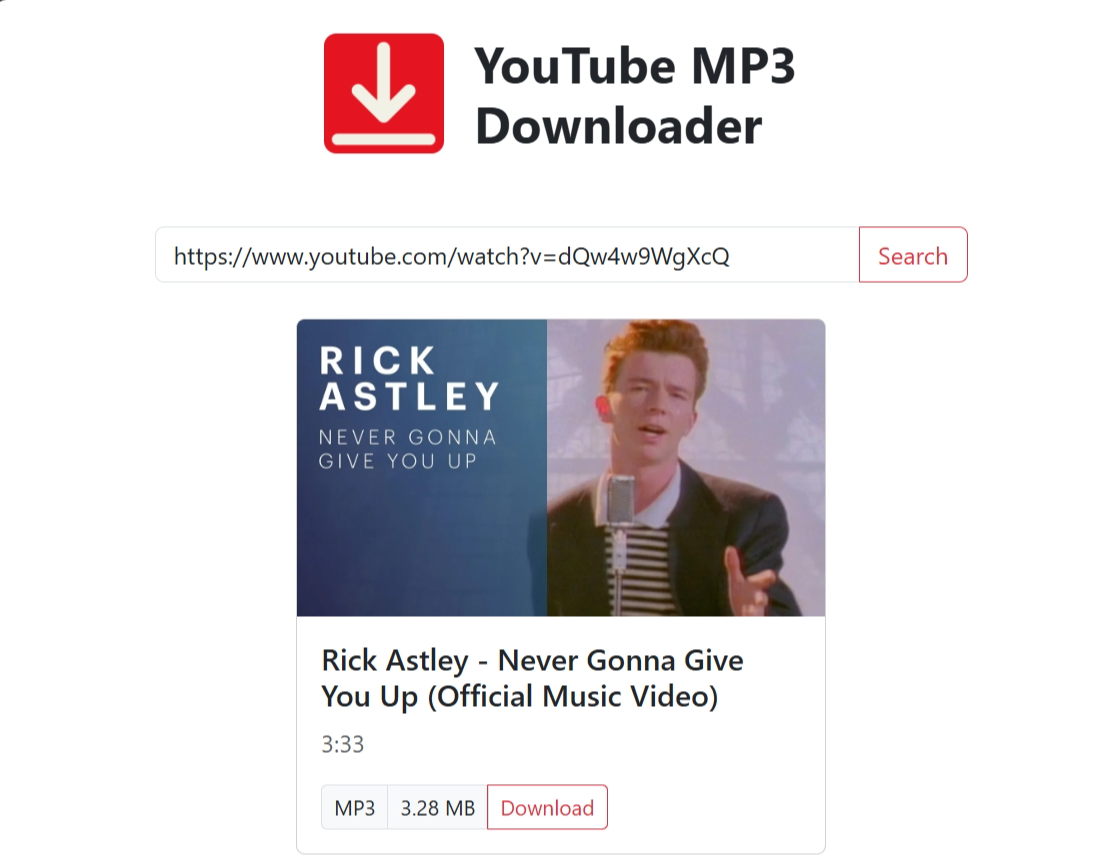 YouTube MP3
Downloader
https://www.youtube.com/watch?v=dQw4w9WgXcQ
Search
RICK
ASTLEY
NEVER GONNA
GIVE YOU UP
Rick Astley - Never Gonna Give
You Up (Official Music Video)
3:33
MP3 3.28 MB Download